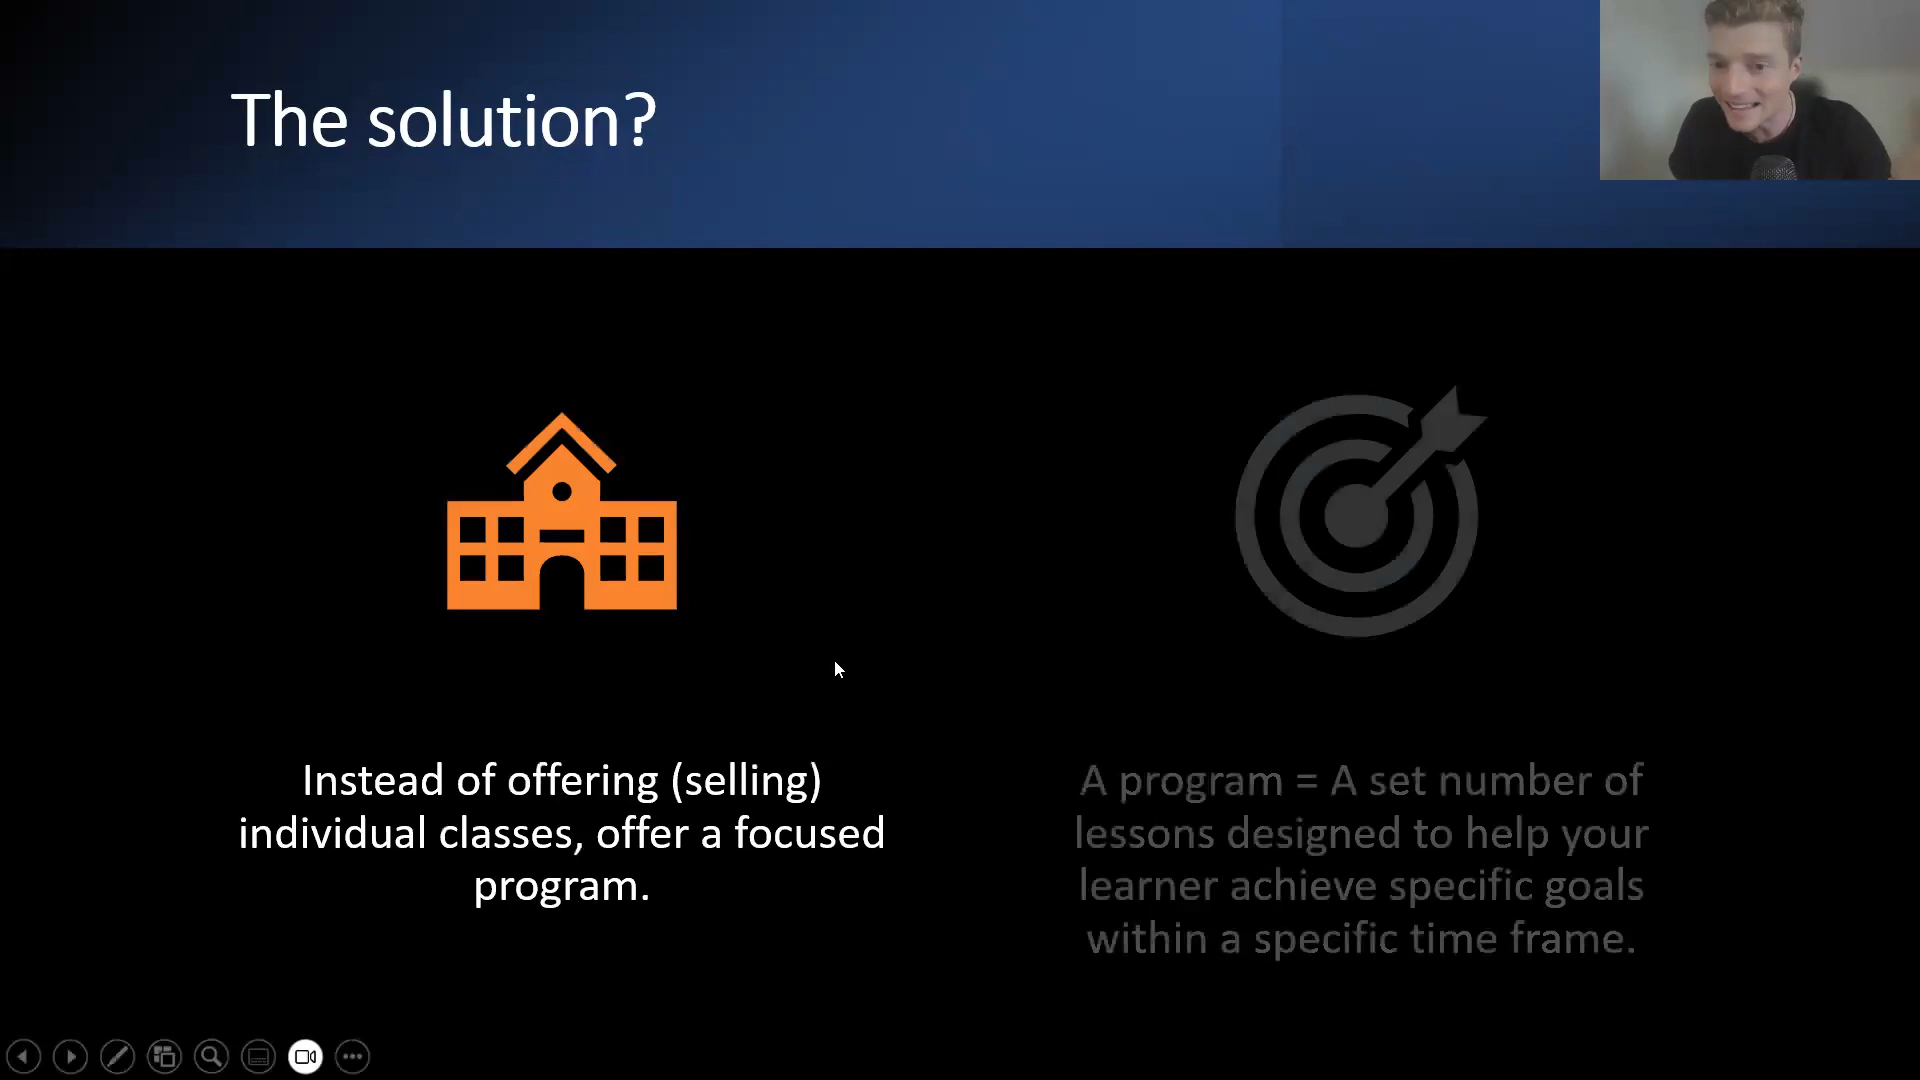 The solution?
Instead of offering (selling)
individual classes, offer a focused
program.
A program = A set number of
lessons designed to help your
learner achieve specific goals
within a specific time frame.